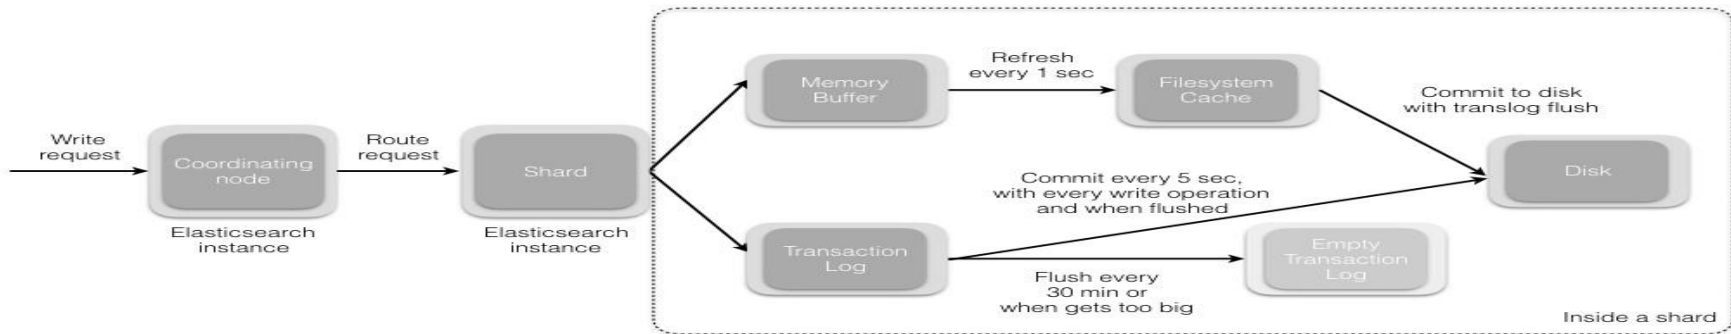 Write
request
Coordinating
node
Elasticsearch
instance
Route
request
Shard
Elasticsearch
instance
Memory
Buffer
Refresh
every 1 sec
Filesystem
Cache
Commit to disk
with translog flush
Disk
Commit every 5 sec,
with every write operation
and when flushed
Transaction
Log
Flush every
30 min or
when gets too big
Empty
Transaction
Log
Inside a shard